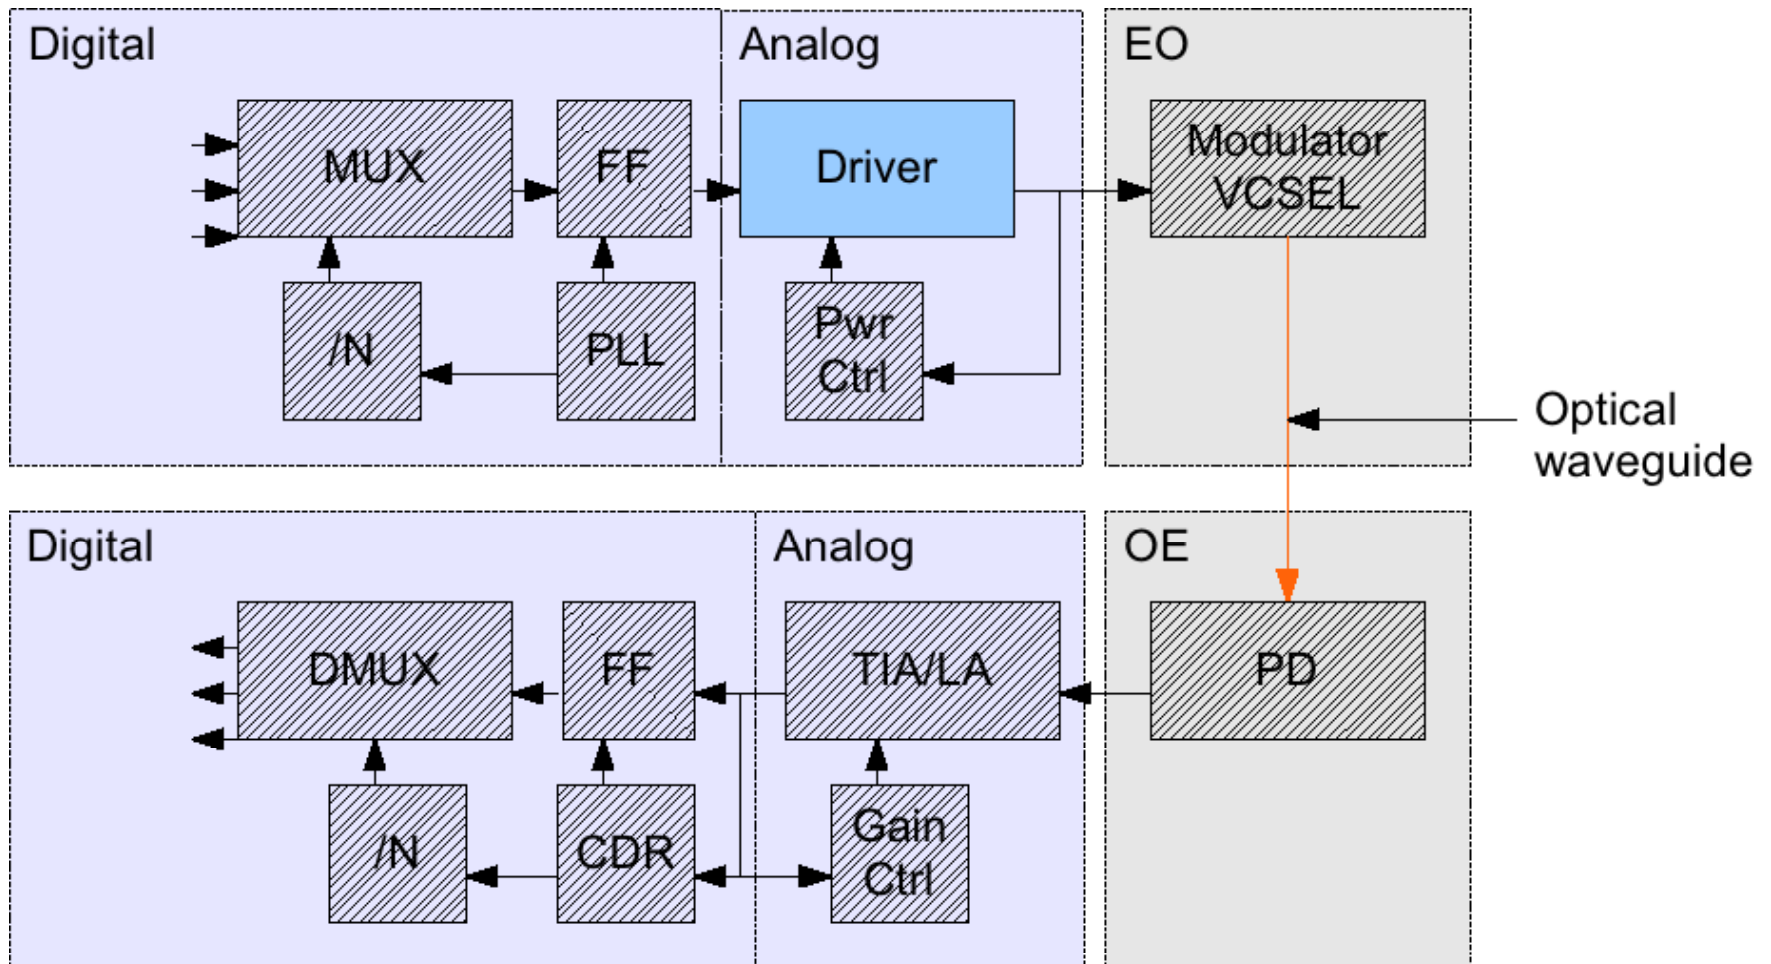 Digital
Analog
EO
MUX
FF
Driver
Modulator
VCSEL
/N
PLL
Pwr
Ctrl
Optical
waveguide
Digital
Analog
OE
DMUX
FF
TIA/LA
PD
/N
CDR
Gain
Ctrl